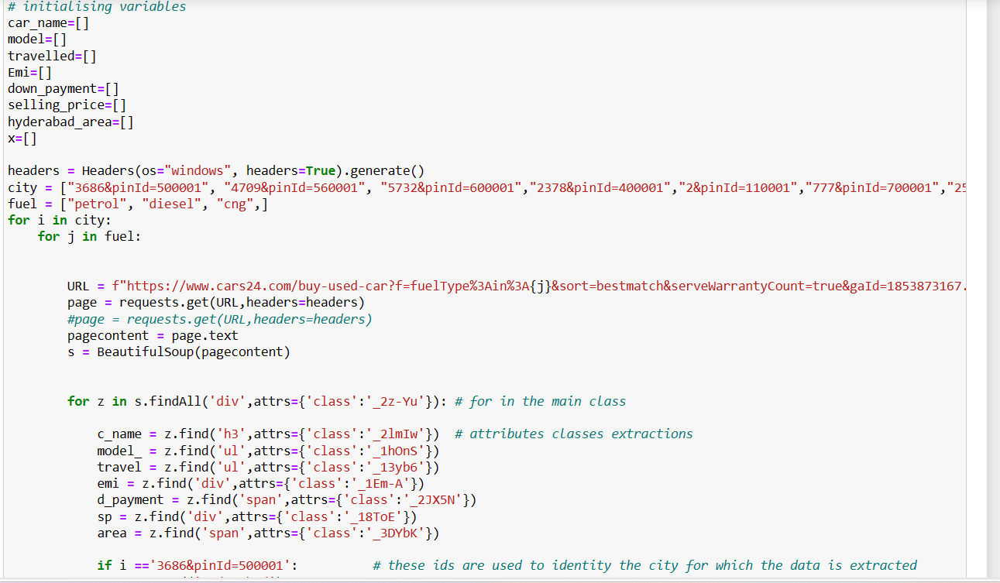 # initialising variables
car_name=[]
model=[]
travelled=[]
Emi=[]
down_payment=[]
selling_price=[]
hyderabad_area=[]
x=[]
headers = Headers(os="windows", headers=True).generate()
city = ["3686&pinId=500001", "4709&pinId=560001", "5732&pinId=600001","2378&pinId=400001","2&pinId=110001","777&pinId=700001","25
fuel = ["petrol", "diesel", "cng",]
for i in city:
    for j in fuel:
        URL = f"https://www.cars24.com/buy-used-car?f=fuelType%3Ain%3A{j}&sort=bestmatch&serveWarrantyCount=true&gaId=1853873167.
        page = requests.get(URL,headers=headers)
        #page = requests.get(URL,headers=headers)
        pagecontent = page.text
        s = BeautifulSoup(pagecontent)
        for z in s.findAll('div',attrs={'class':'_2z-Yu'}): # for in the main class
            c_name = z.find('h3',attrs={'class':'_2lmIw'})  # attributes classes extractions
            model_ = z.find('ul',attrs={'class':'_1hOnS'})
            travel = z.find('ul',attrs={'class':'_13yb6'})
            emi = z.find('div',attrs={'class':'_1Em-A'})
            d_payment = z.find('span',attrs={'class':'_2JX5N'})
            sp = z.find('div',attrs={'class':'_18ToE'})
            area = z.find('span',attrs={'class':'_3DYbK'})
            if i =='3686&pinId=500001':          # these ids are used to identity the city for which the data is extracted